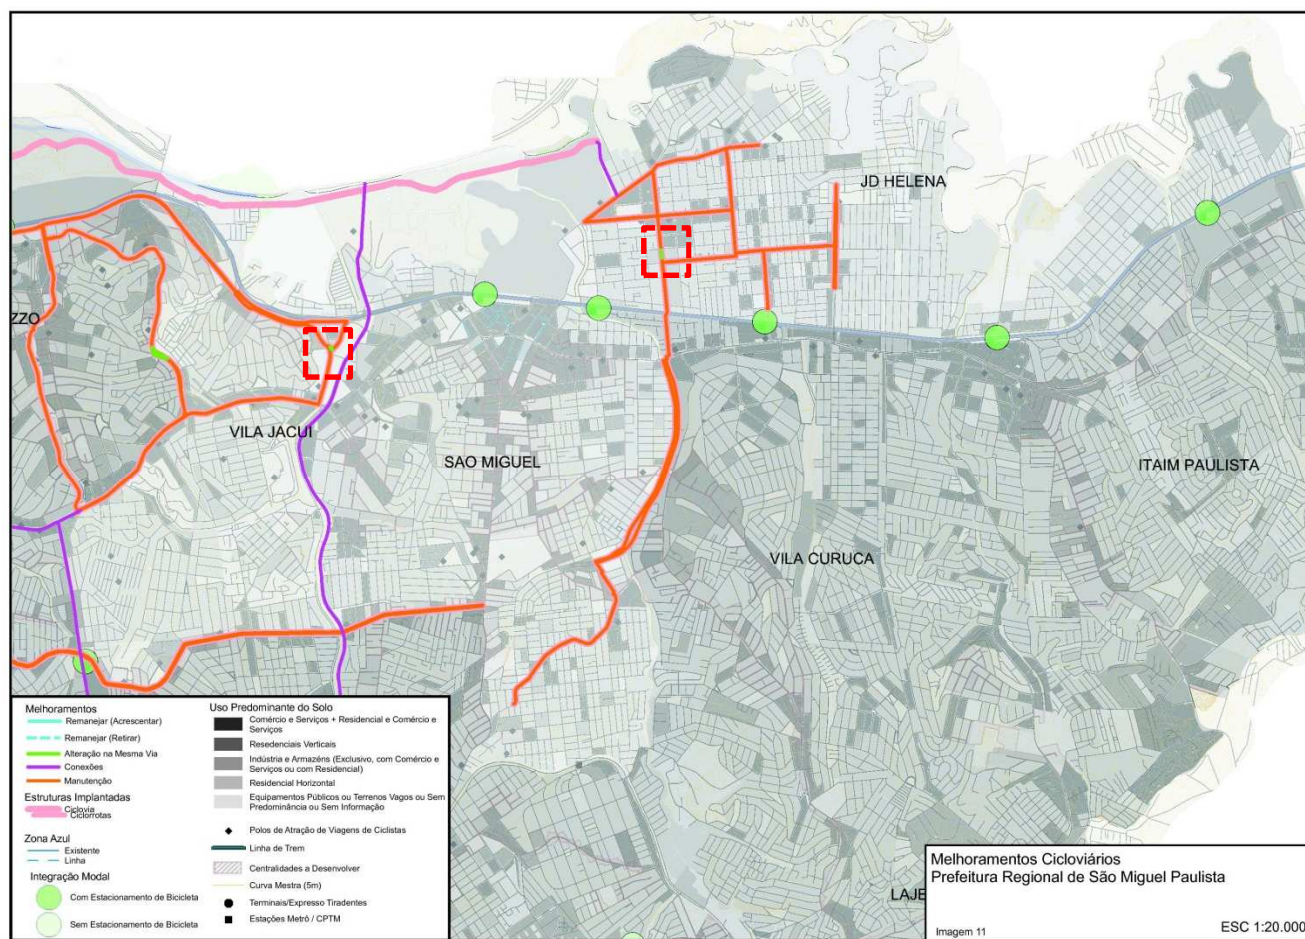 JD HELENA
ZZO
VILA JACUI
SAO MIGUEL
ITAIM PAULISTA
VILA CURUCA
LAJE
Melhoramentos
Remanejar (Acrescentar)
Remanejar (Retirar)
Alteração na Mesma Via
Conexões
Manutenção
Estruturas Implantadas
Ciclovia
Ciclorrotas
Zona Azul
Existente
Linha
Integração Modal
Com Estacionamento de Bicicleta
Sem Estacionamento de Bicicleta
Uso Predominante do Solo
Comércio e Serviços + Residencial e Comércio e
Serviços
Resedenciais Verticais
Indústria e Armazéns (Exclusivo, com Comércio e
Serviços ou com Residencial)
Residencial Horizontal
Equipamentos Públicos ou Terrenos Vagos ou Sem
Predominância ou Sem Informação
Polos de Atração de Viagens de Ciclistas
Linha de Trem
Centralidades a Desenvolver
Curva Mestra (5m)
Terminais/Expresso Tiradentes
Estações Metrô / CPTM
Melhoramentos Cicloviários
Prefeitura Regional de São Miguel Paulista
Imagem 11
ESC 1:20.000